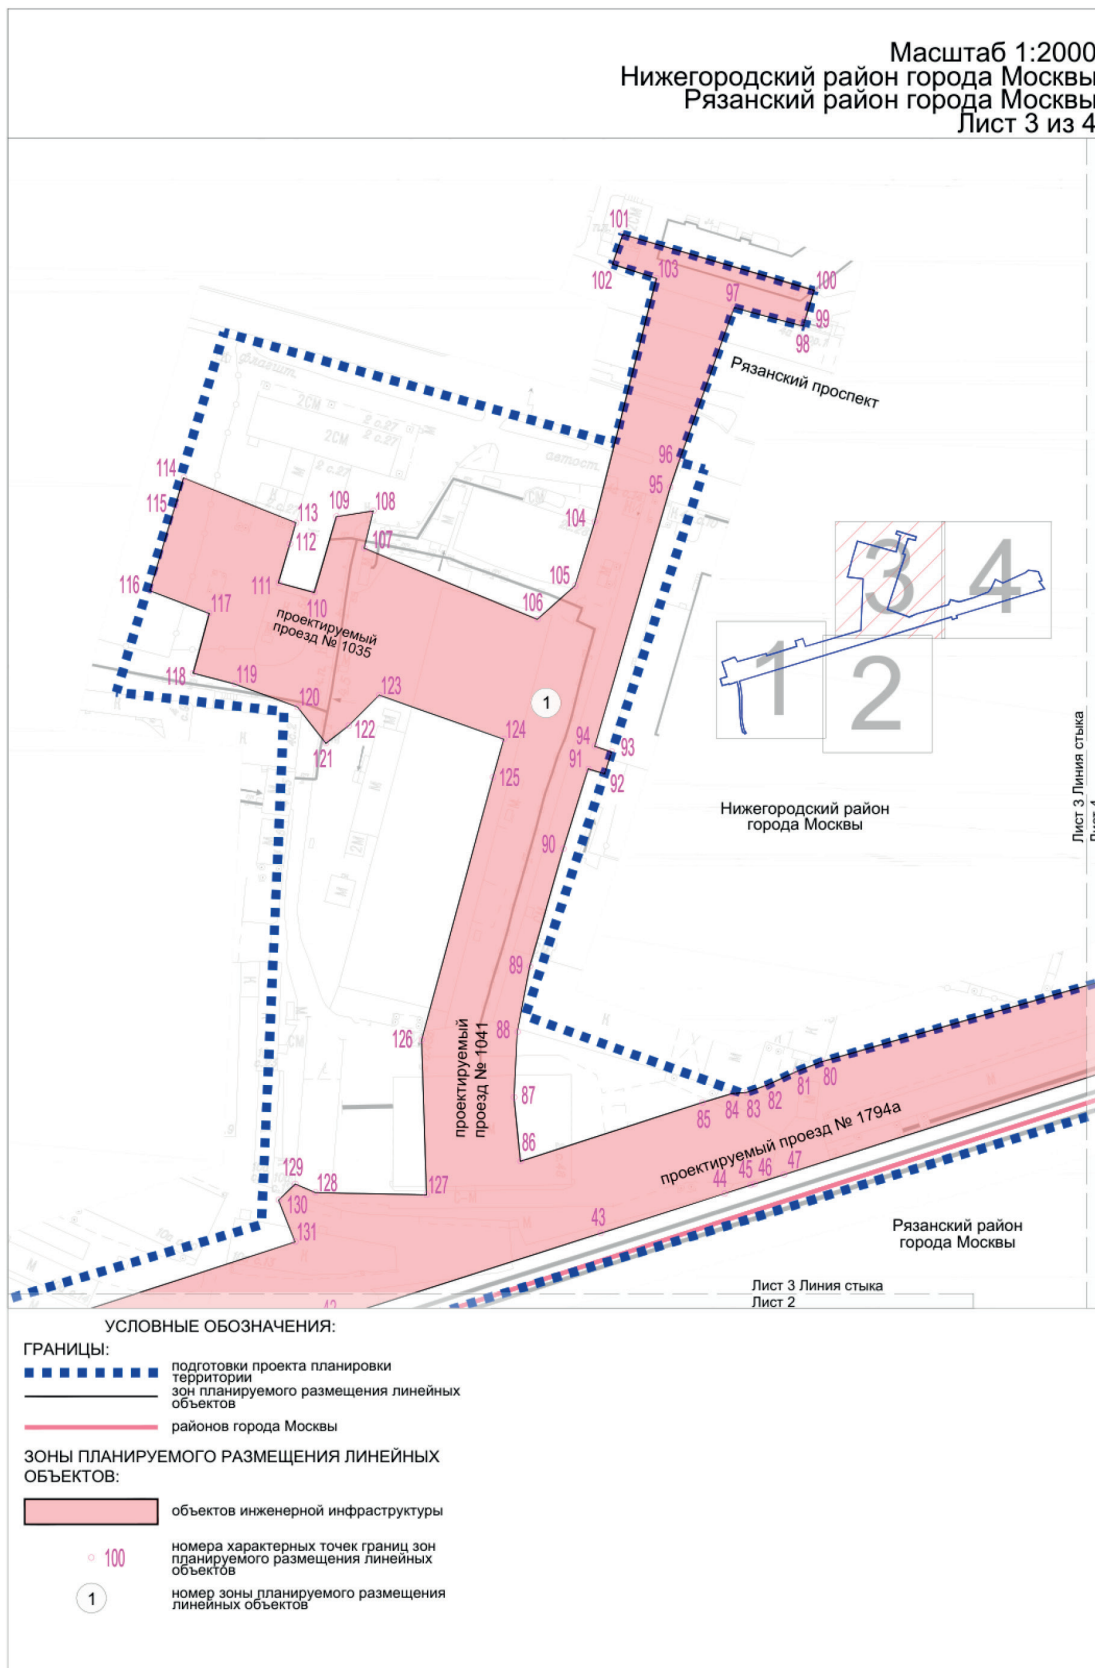 Масштаб 1:2000
Нижегородский район города Москвы
Рязанский район города Москвы
Лист 3 из 4
101
102
103
100
97
99
98
Рязанский проспект
96
95
114
115
109
108
113
112
107
104
3
4
105
111
110
106
116
117
проектируемый
проезд № 1035
1
2
118
119
120
123
1
121
122
124
94
93
91
92
125
Нижегородский район
города Москвы
Лист 3 Линия стыка
Лист 4
90
89
88
126
проектируемый
проезд № 1041
87
86
80
81
82
83
84
85
проектируемый проезд № 1794а
129
128
127
130
131
47
46
45
44
43
42
Рязанский район
города Москвы
Лист 3 Линия стыка
Лист 2
УСЛОВНЫЕ ОБОЗНАЧЕНИЯ:
ГРАНИЦЫ:
подготовки проекта планировки
территории
зон планируемого размещения линейных
объектов
районов города Москвы
ЗОНЫ ПЛАНИРУЕМОГО РАЗМЕЩЕНИЯ ЛИНЕЙНЫХ
ОБЪЕКТОВ:
объектов инженерной инфраструктуры
100
номера характерных точек границ зон
планируемого размещения линейных
объектов
1
номер зоны планируемого размещения
линейных объектов